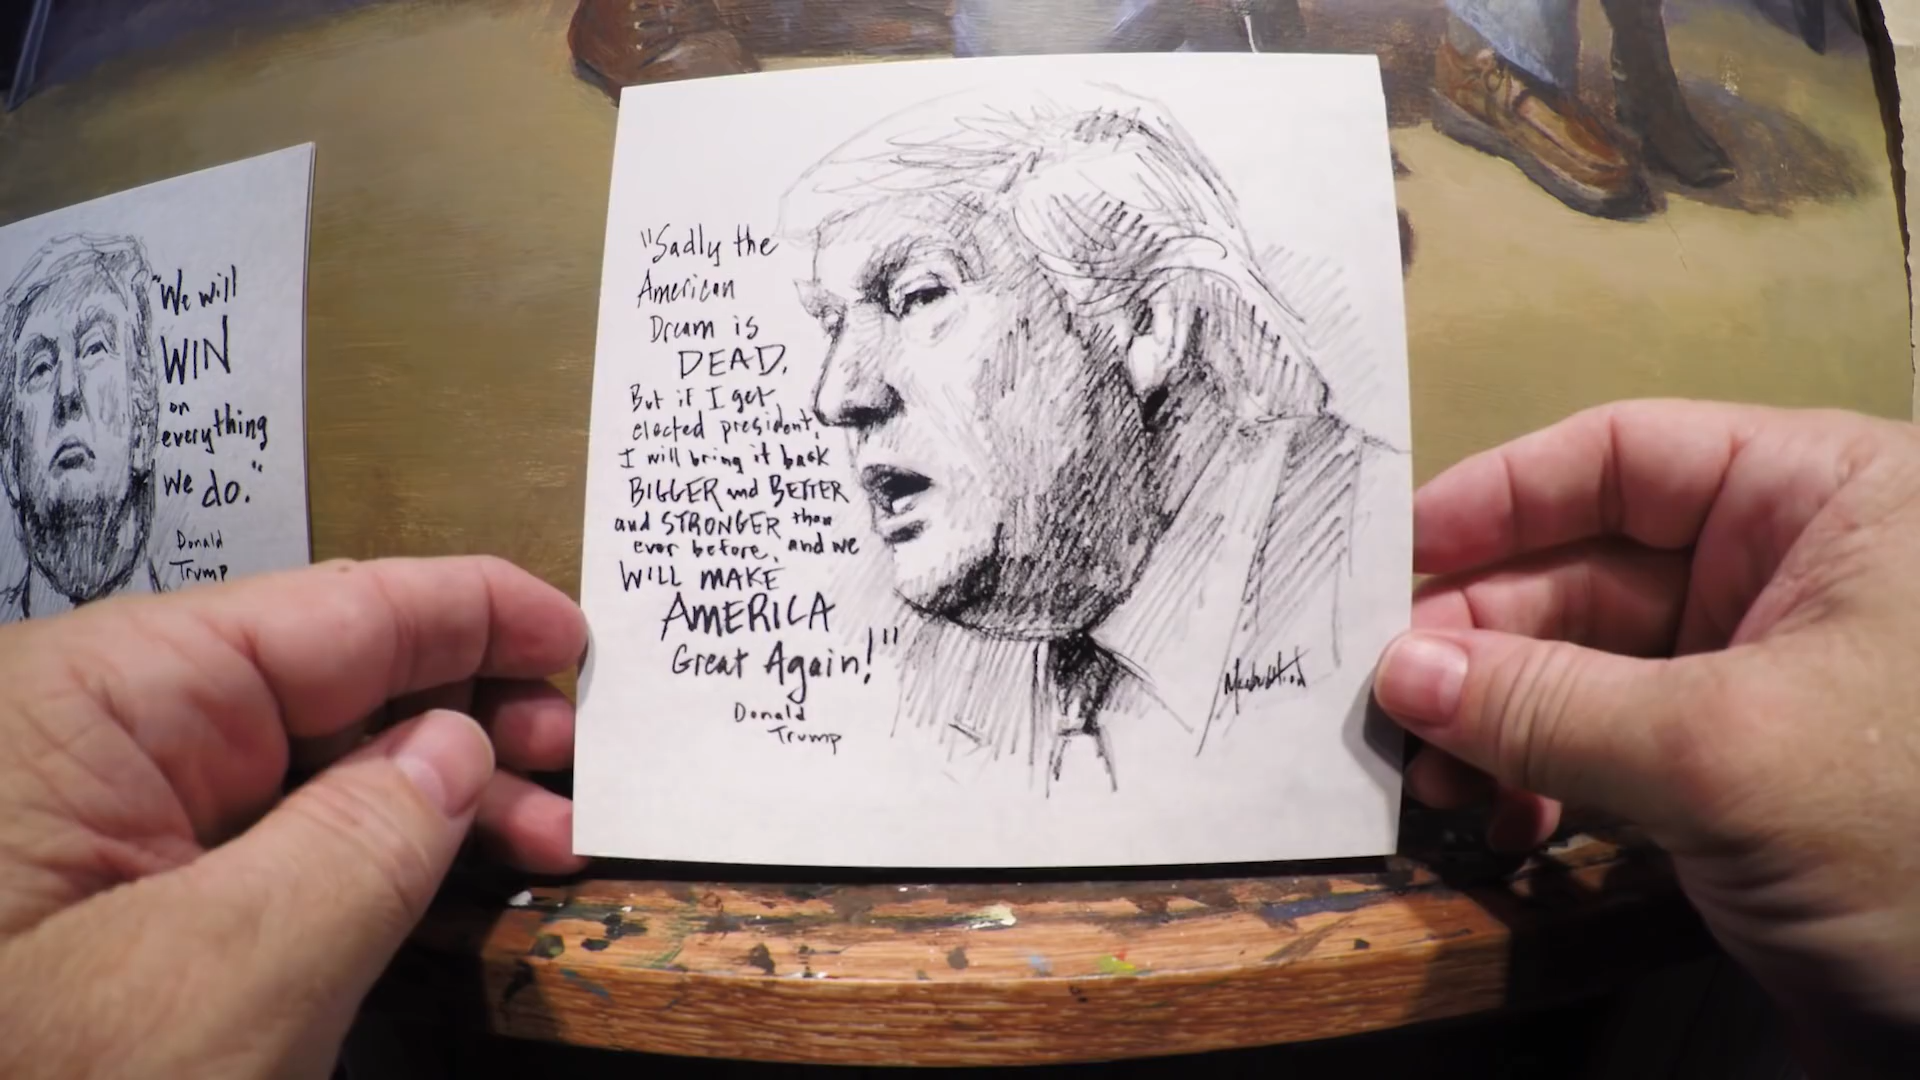 "We will
WIN
on
everything
We do."
Donald
Trump
"Sadly the
American
Dream is
DEAD.
But if I get
elected president,
I will bring it back
BIGGER and BETTER
and STRONGER than
ever before, and we
WILL MAKE
AMERICA
Great Again!"
Donald
Trump